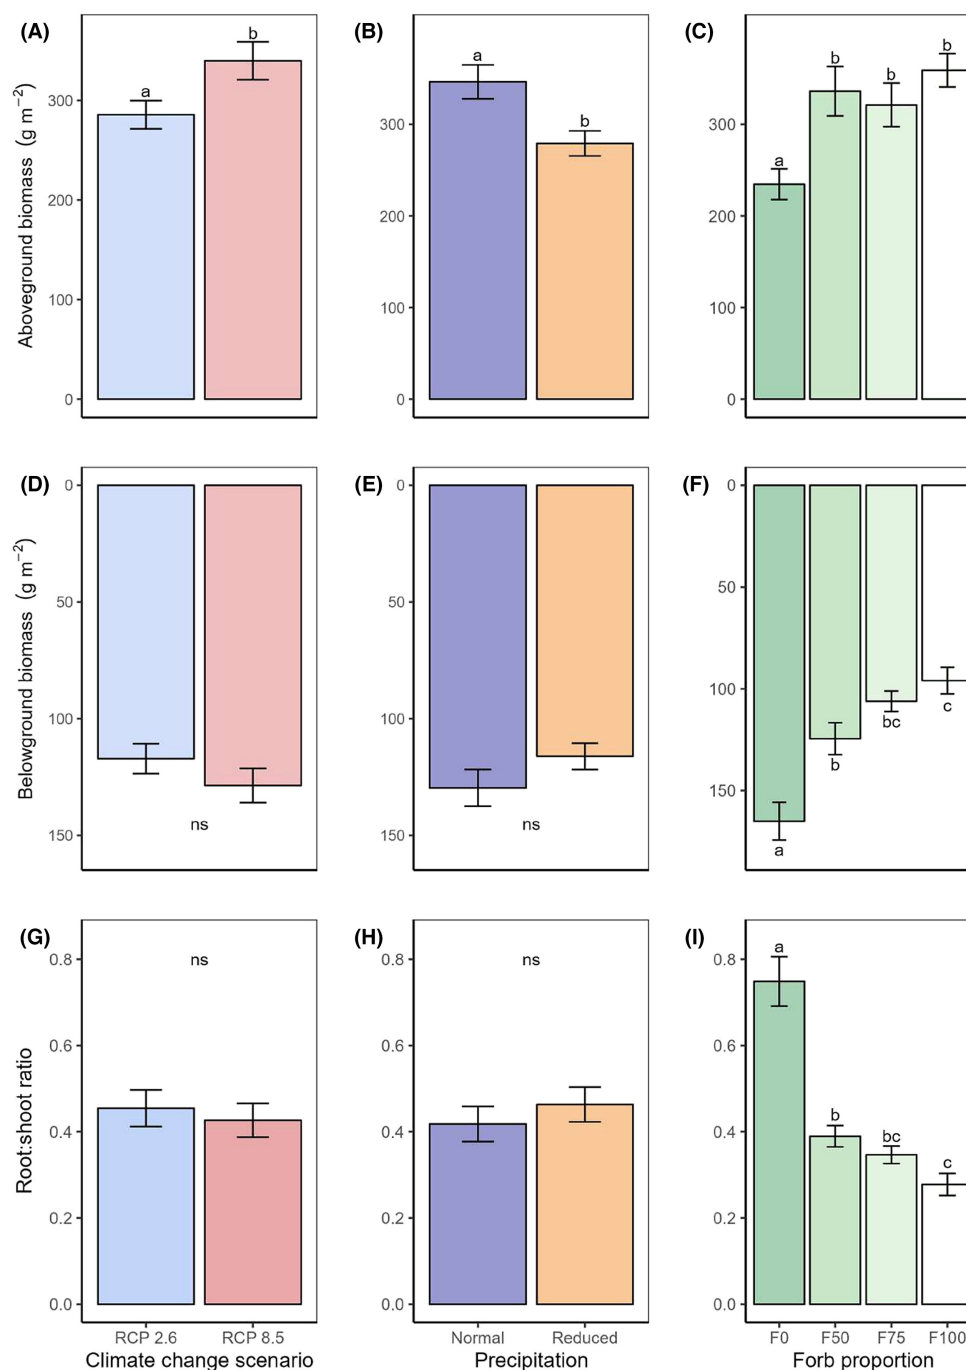 (A)
(B)
(C)
Aboveground biomass (g m⁻²)
300
200
100
0
a
b
300
200
100
0
a
b
300
200
100
0
a
b
b
b
(D)
(E)
(F)
Belowground biomass (g m⁻²)
0
50
100
150
ns
0
50
100
150
ns
0
50
100
150
a
b
bc
c
(G)
(H)
(I)
Root:shoot ratio
0.8
0.6
0.4
0.2
0.0
ns
0.8
0.6
0.4
0.2
0.0
ns
0.8
0.6
0.4
0.2
0.0
a
b
bc
c
RCP 2.6 RCP 8.5
Climate change scenario
Normal Reduced
Precipitation
F0 F50 F75 F100
Forb proportion